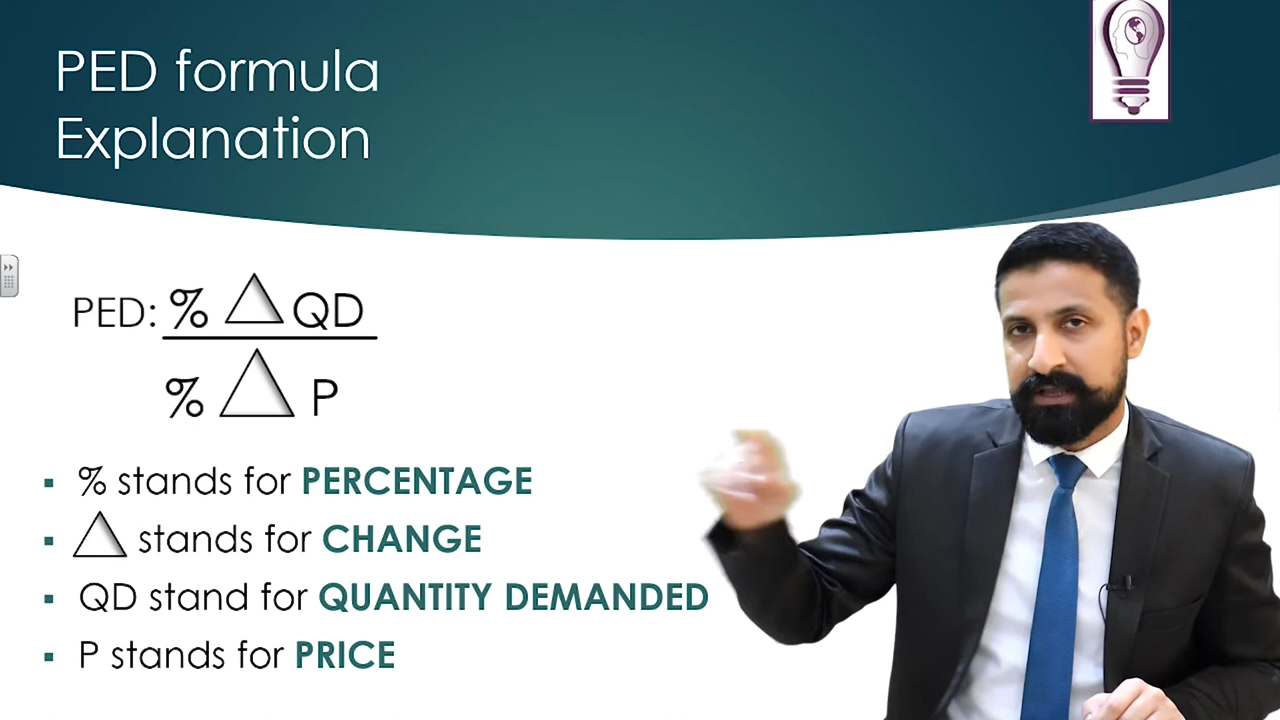 PED formula
Explanation
PED: % △ QD
% △ P
▪ % stands for PERCENTAGE
▪ △ stands for CHANGE
▪ QD stand for QUANTITY DEMANDED
▪ P stands for PRICE